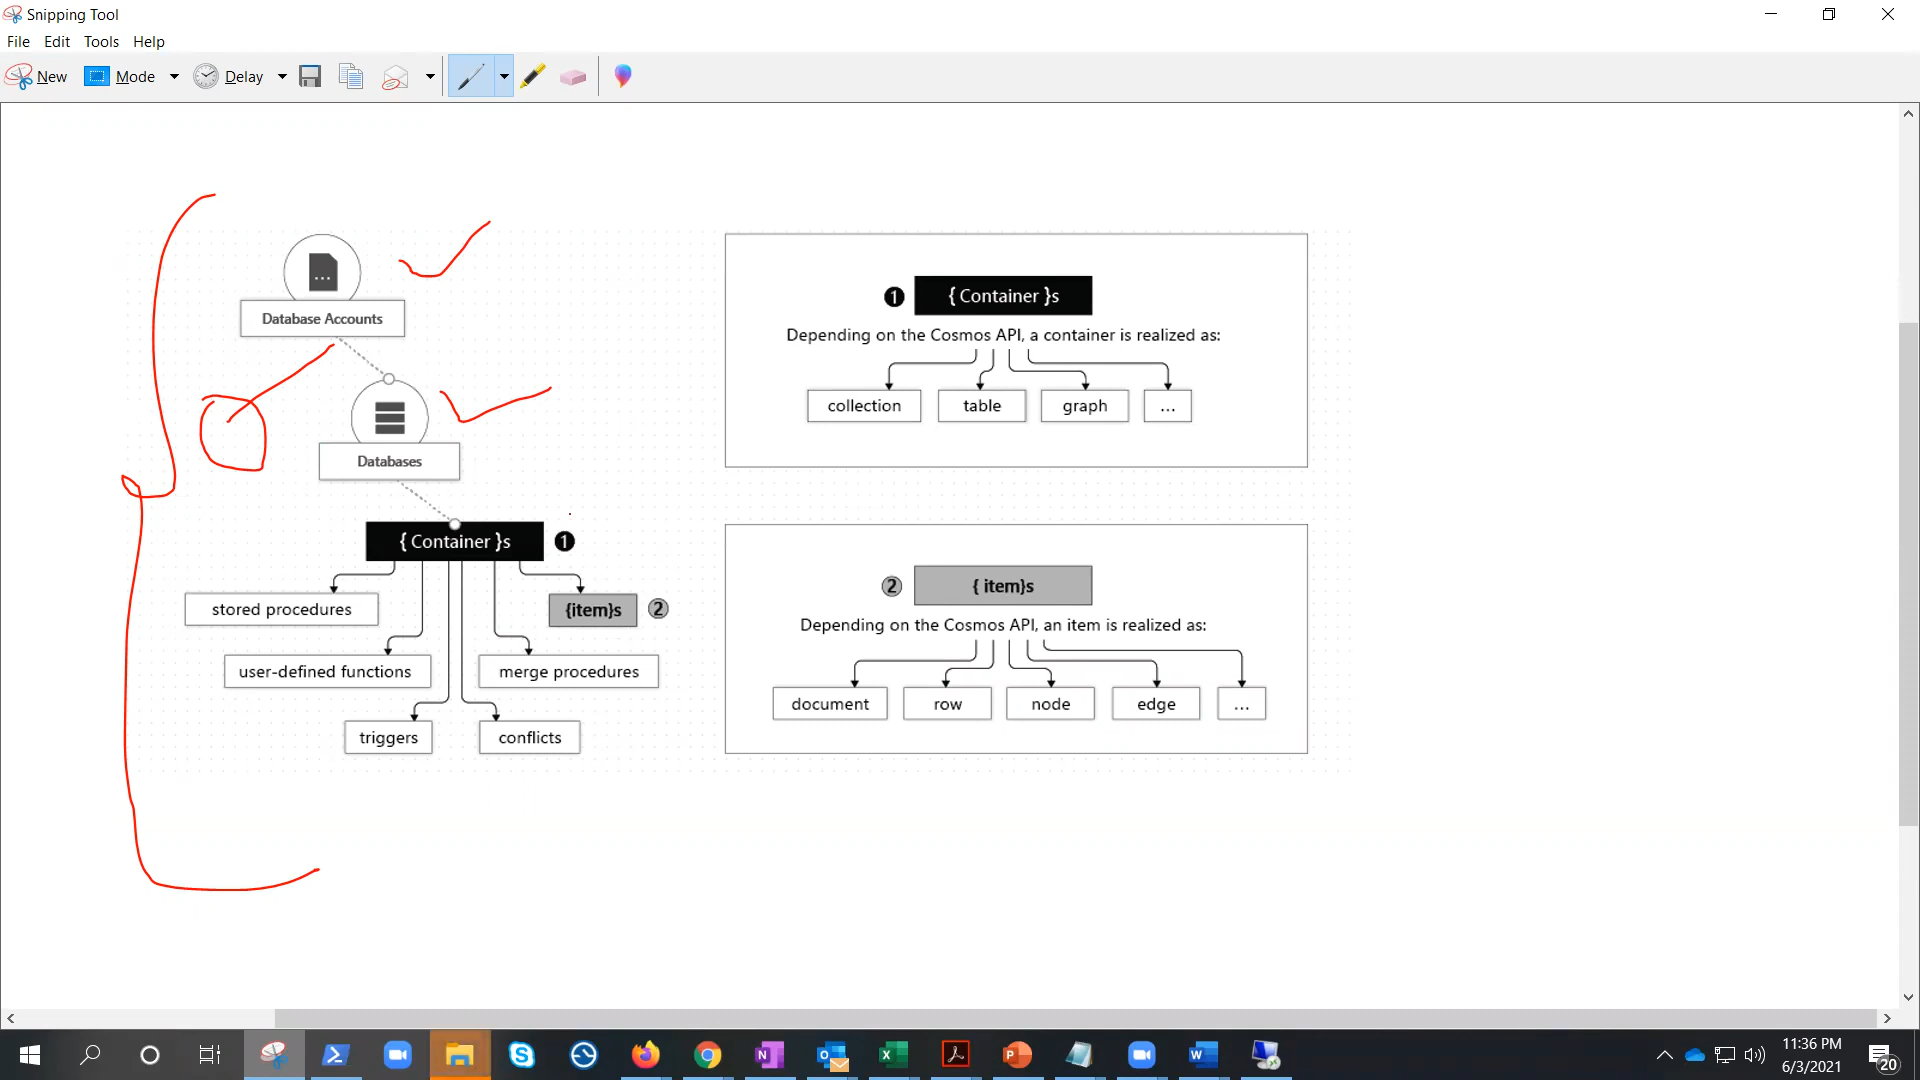 Snipping Tool
File Edit Tools Help
New Mode Delay
Database Accounts
Databases
{ Container }s 1
stored procedures
{item}s 2
user-defined functions
merge procedures
triggers
conflicts
1 { Container }s
Depending on the Cosmos API, a container is realized as:
collection table graph ...
2 { item}s
Depending on the Cosmos API, an item is realized as:
document row node edge ...
11:36 PM
6/3/2021
20